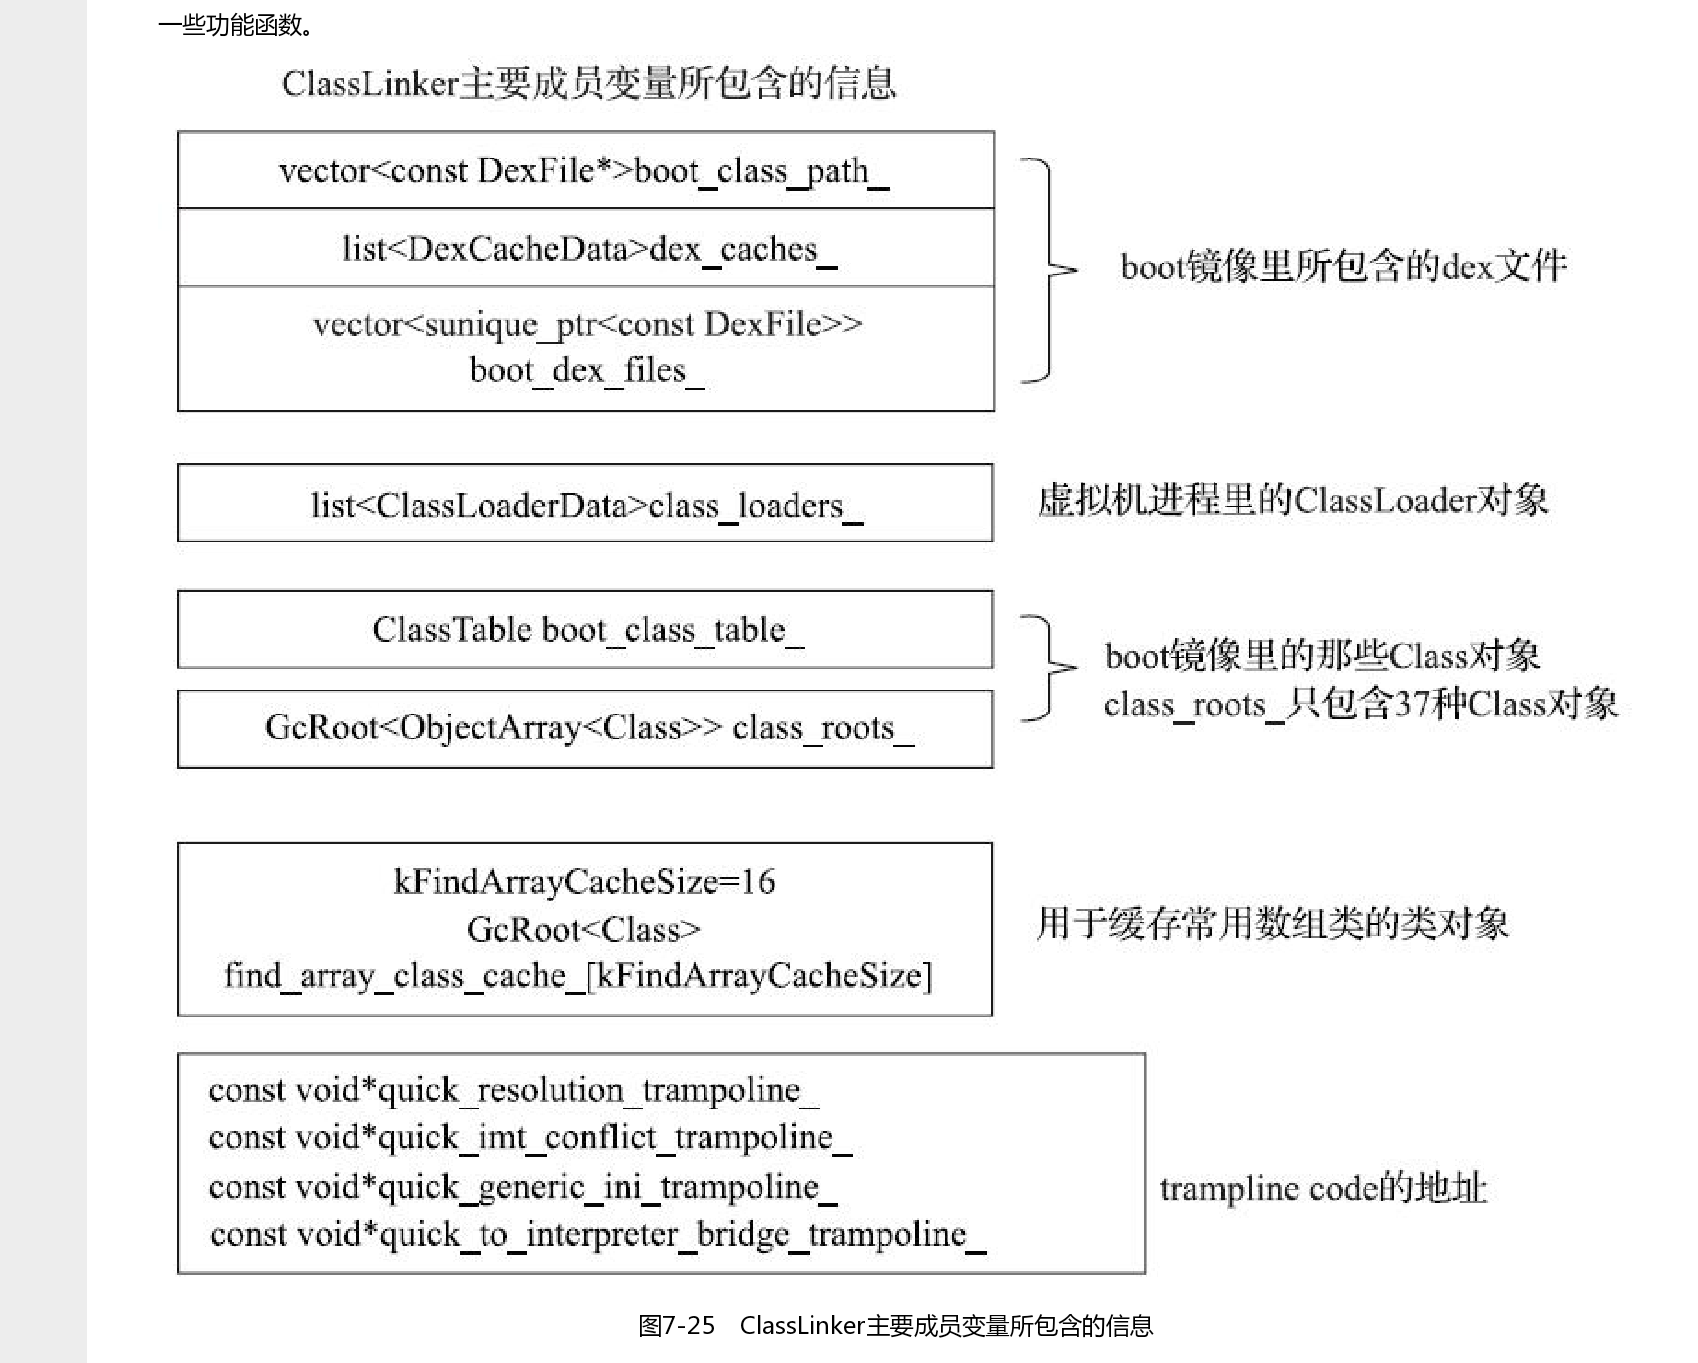 一些功能函数。
ClassLinker主要成员变量所包含的信息
vector<const DexFile*>boot_class_path_
list<DexCacheData>dex_caches_
vector<sunique_ptr<const DexFile>>
boot_dex_files_
boot镜像里所包含的dex文件
list<ClassLoaderData>class_loaders_
虚拟机进程里的ClassLoader对象
ClassTable boot_class_table_
GcRoot<ObjectArray<Class>> class_roots_
boot镜像里的那些Class对象
class_roots_只包含37种Class对象
kFindArrayCacheSize=16
GcRoot<Class>
find_array_class_cache_[kFindArrayCacheSize]
用于缓存常用数组类的类对象
const void*quick_resolution_trampoline_
const void*quick_imt_conflict_trampoline_
const void*quick_generic_ini_trampoline_
const void*quick_to_interpreter_bridge_trampoline_
trampline code的地址
图7-25 ClassLinker主要成员变量所包含的信息